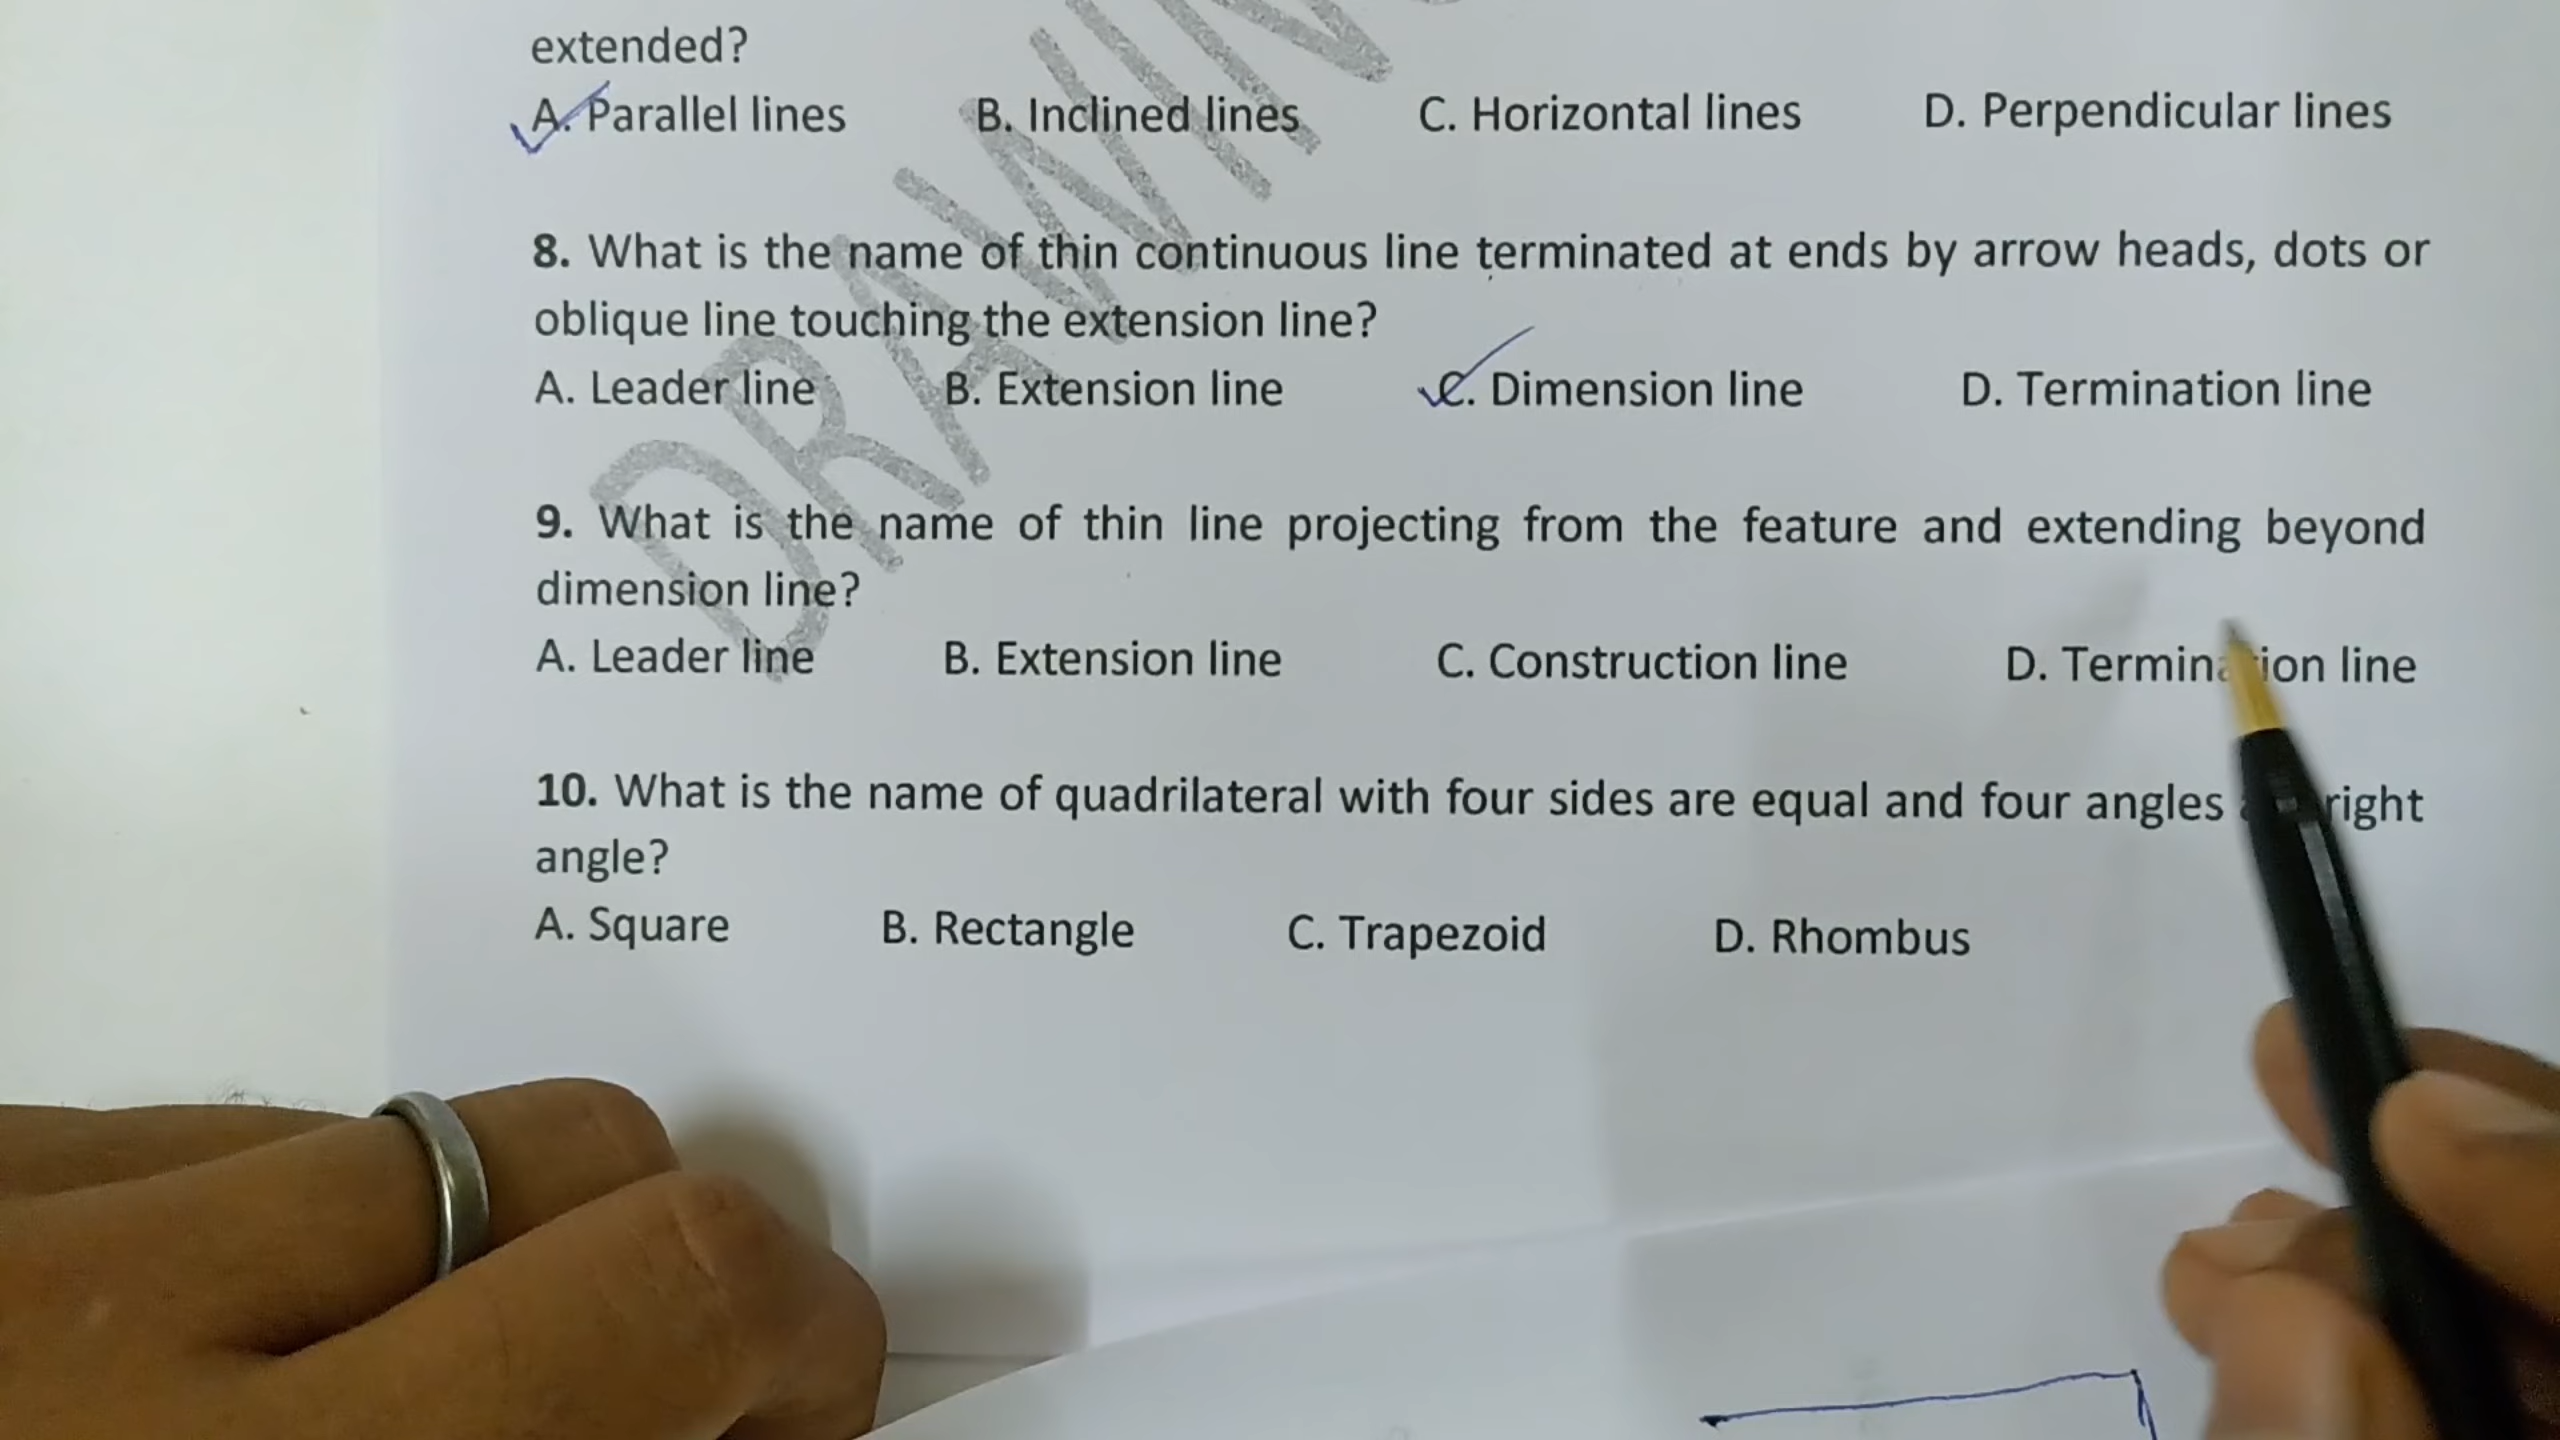 extended?
A. Parallel lines B. Inclined lines C. Horizontal lines D. Perpendicular lines
8. What is the name of thin continuous line terminated at ends by arrow heads, dots or
oblique line touching the extension line?
A. Leader line B. Extension line C. Dimension line D. Termination line
9. What is the name of thin line projecting from the feature and extending beyond
dimension line?
A. Leader line B. Extension line C. Construction line D. Termination line
10. What is the name of quadrilateral with four sides are equal and four angles right
angle?
A. Square B. Rectangle C. Trapezoid D. Rhombus